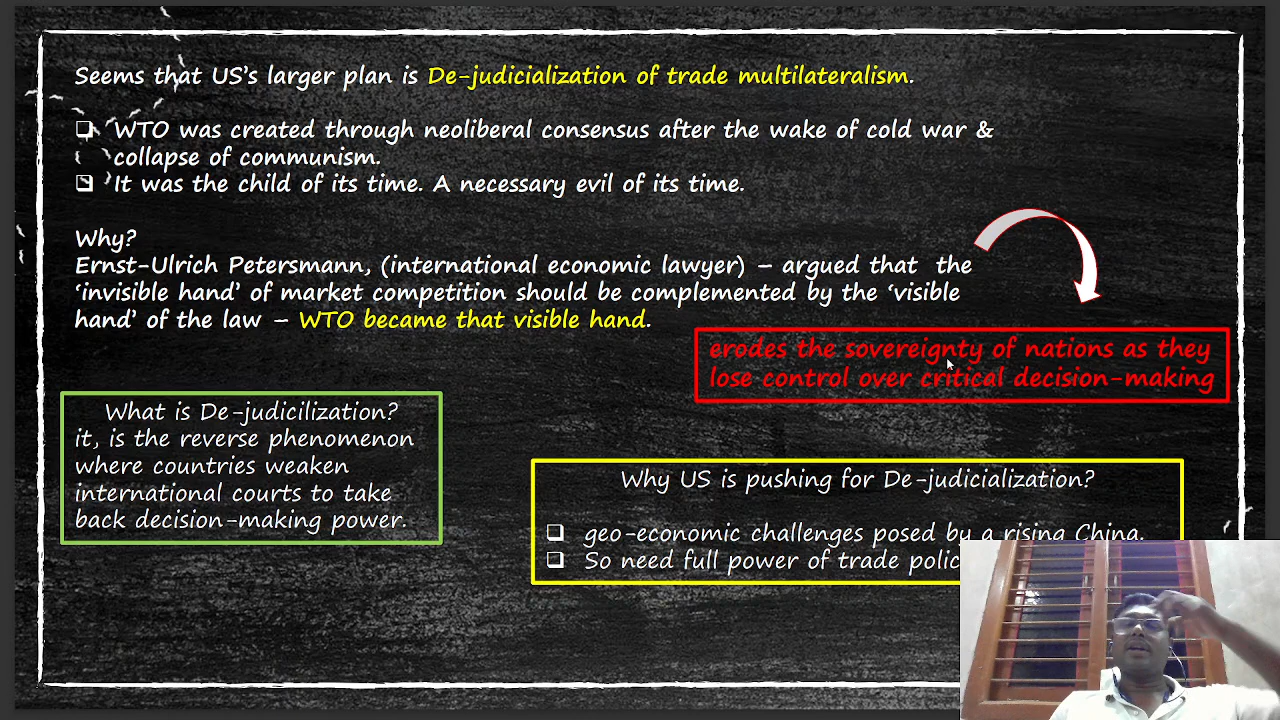 Seems that US's larger plan is De-judicialization of trade multilateralism.
WTO was created through neoliberal consensus after the wake of cold war &
collapse of communism.
It was the child of its time. A necessary evil of its time.
Why?
Ernst-Ulrich Petersmann, (international economic lawyer) – argued that the
'invisible hand' of market competition should be complemented by the 'visible
hand' of the law – WTO became that visible hand.
erodes the sovereignty of nations as they
lose control over critical decision-making
What is De-judicilization?
it, is the reverse phenomenon
where countries weaken
international courts to take
back decision-making power.
Why US is pushing for De-judicialization?
geo-economic challenges posed by a rising China.
So need full power of trade